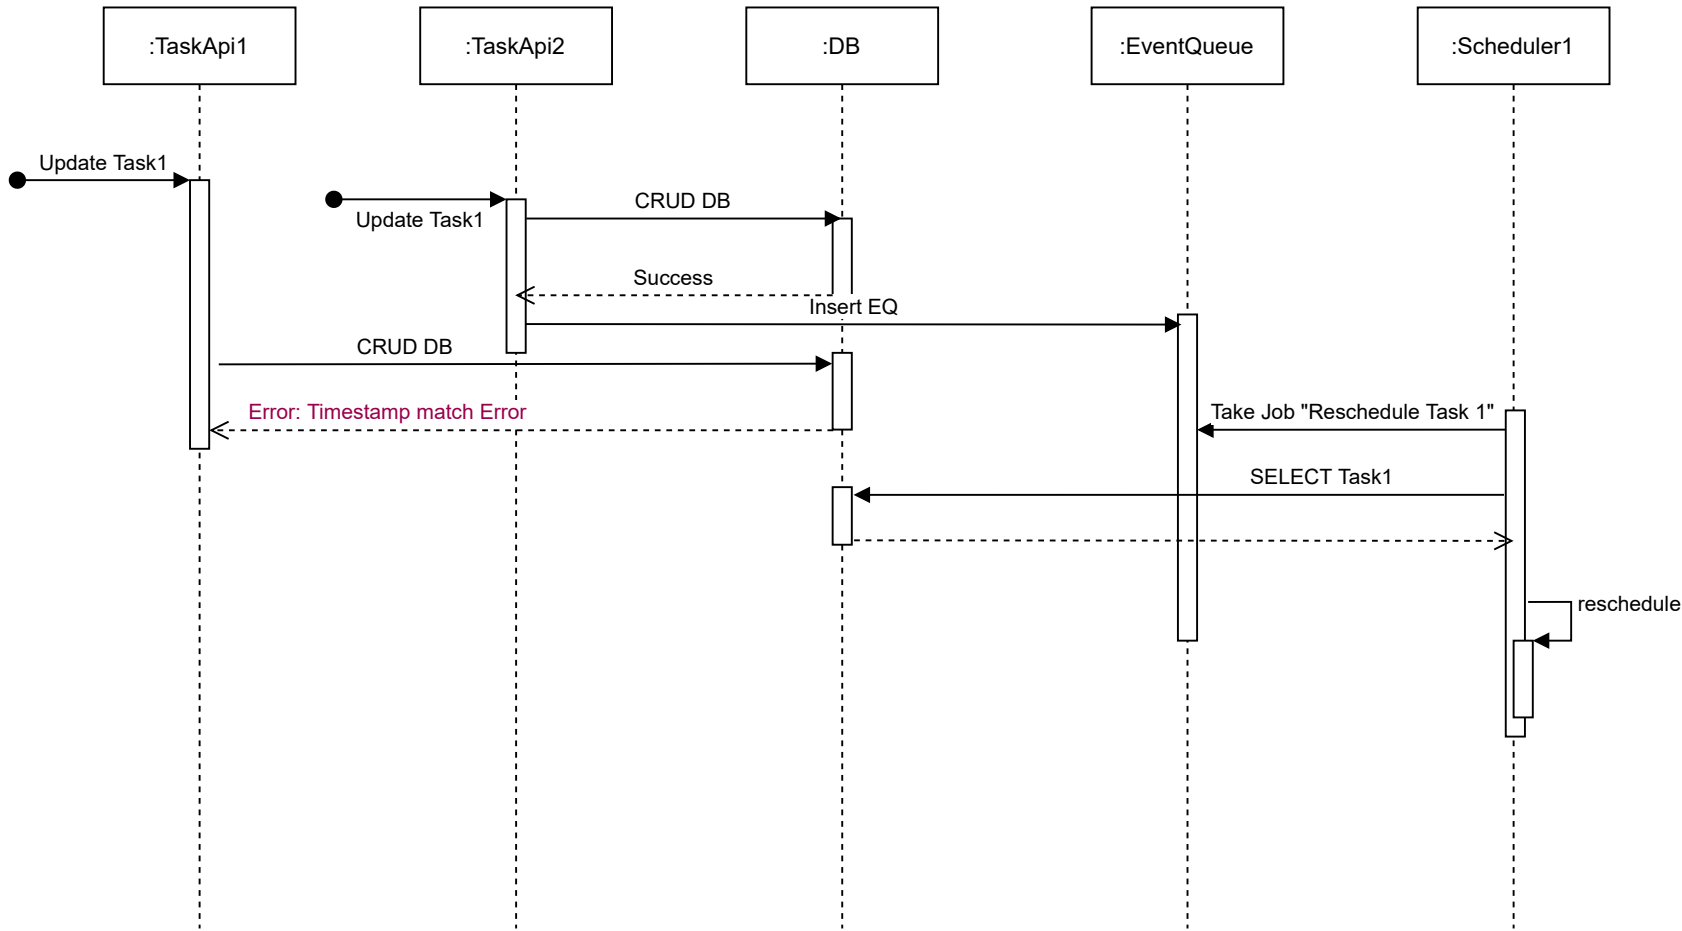 :TaskApi1
:TaskApi2
:DB
:EventQueue
:Scheduler1
Update Task1
Update Task1
CRUD DB
Success
Insert EQ
CRUD DB
Error: Timestamp match Error
Take Job "Reschedule Task 1"
SELECT Task1
reschedule